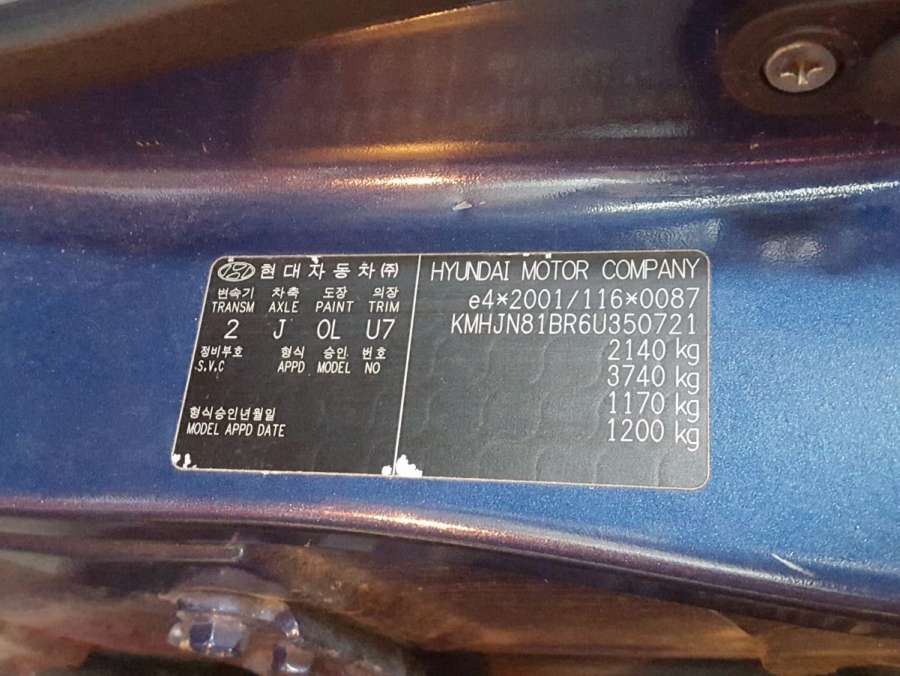 현대자동차(주)
변속기 차축 도장 의장
TRANSM AXLE PAINT TRIM
2 J OL U7
정비부호 형식 승인 번호
S.V.C APPD MODEL NO
형식승인년월일
MODEL APPD DATE
HYUNDAI MOTOR COMPANY
e4*2001/116*0087
KMHJN81BR6U350721
2140 kg
3740 kg
1170 kg
1200 kg